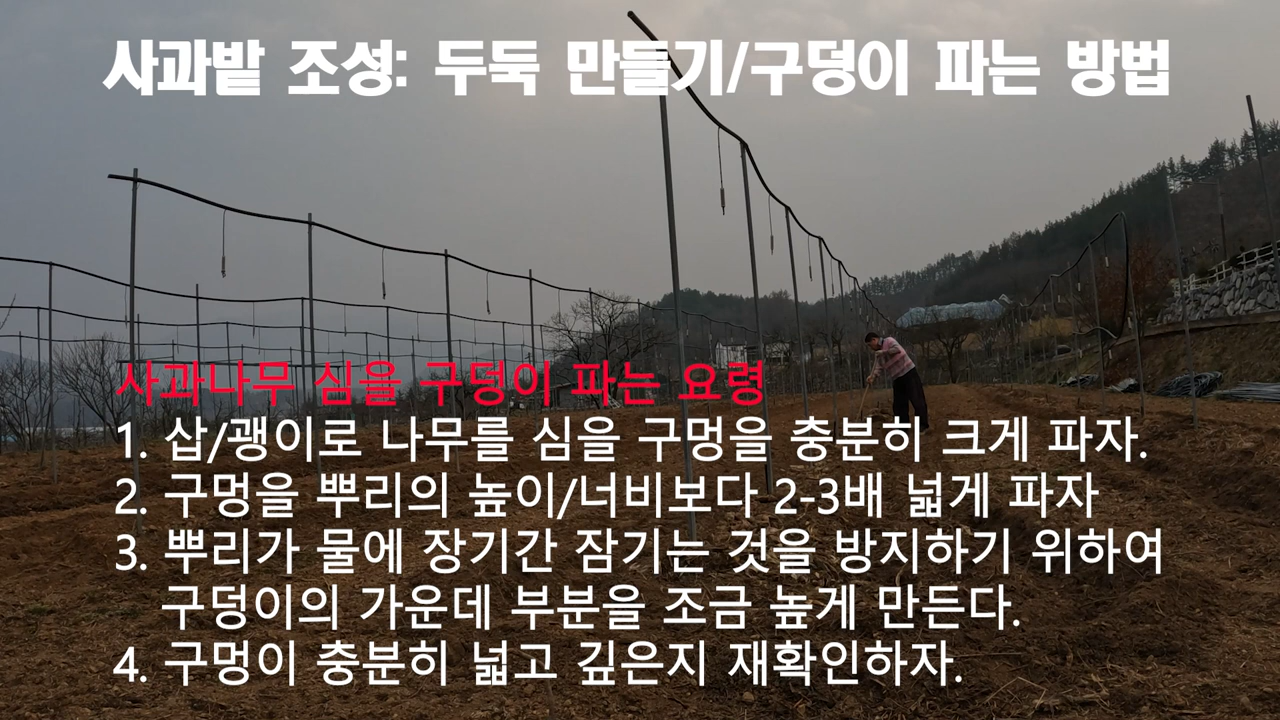 사과밭 조성: 두둑 만들기/구덩이 파는 방법
사과나무 심을 구덩이 파는 요령
1. 삽/괭이로 나무를 심을 구멍을 충분히 크게 파자.
2. 구멍을 뿌리의 높이/너비보다 2-3배 넓게 파자
3. 뿌리가 물에 장기간 잠기는 것을 방지하기 위하여
구덩이의 가운데 부분을 조금 높게 만든다.
4. 구멍이 충분히 넓고 깊은지 재확인하자.